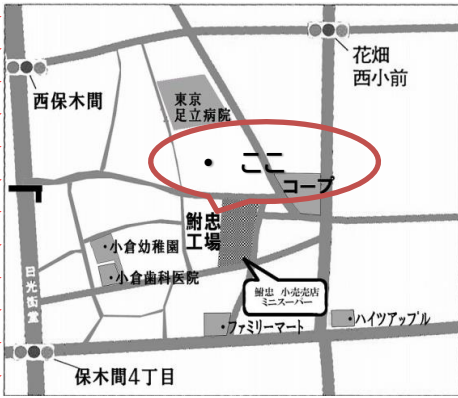 花畑
西小前
西保木間
東京
足立病院
・ ここ
コープ
鮒忠
工場
・小倉幼稚園
・小倉歯科医院
日光街道
鮒忠 小売売店
ミニスーパー
・ファミリーマート
・ハイツアップル
保木間4丁目